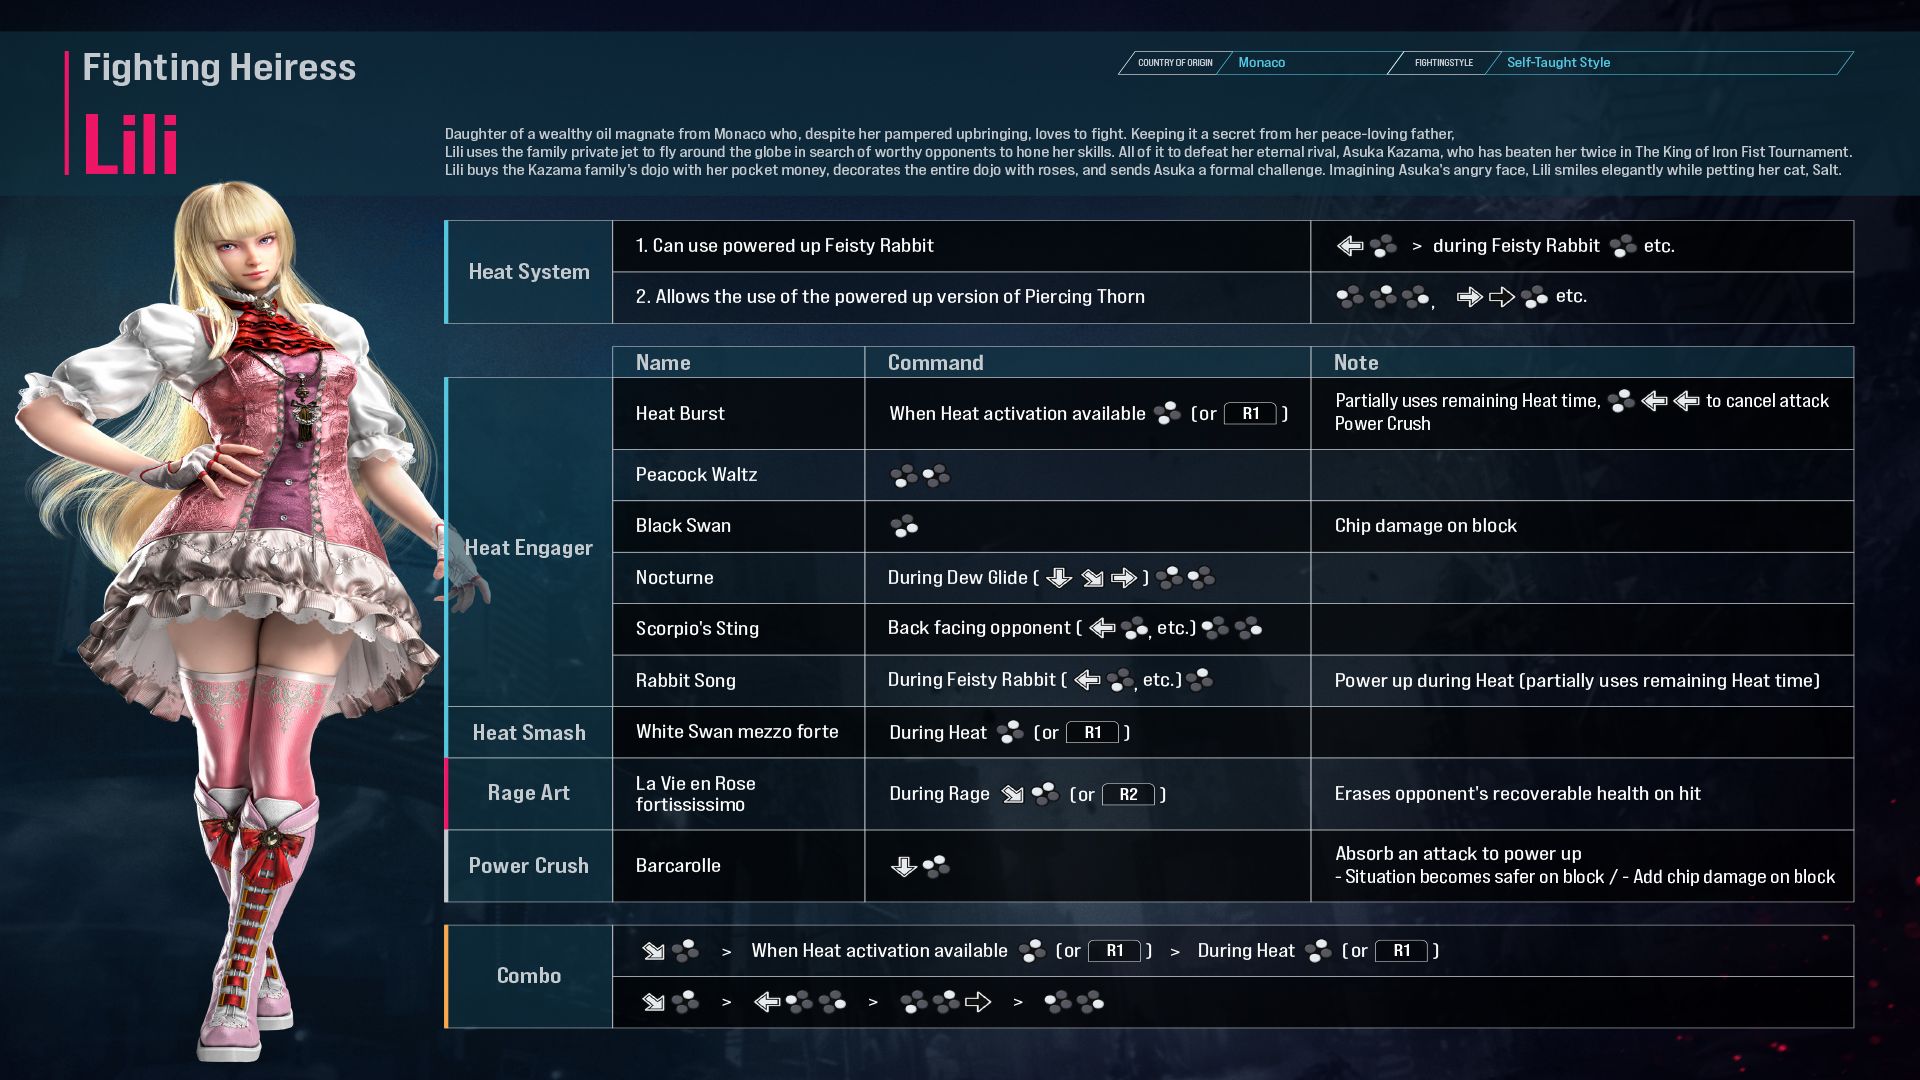 Fighting Heiress
Lili
COUNTRY OF ORIGIN Monaco FIGHTINGSTYLE Self-Taught Style
Daughter of a wealthy oil magnate from Monaco who, despite her pampered upbringing, loves to fight. Keeping it a secret from her peace-loving father,
Lili uses the family private jet to fly around the globe in search of worthy opponents to hone her skills. All of it to defeat her eternal rival, Asuka Kazama, who has beaten her twice in The King of Iron Fist Tournament.
Lili buys the Kazama family's dojo with her pocket money, decorates the entire dojo with roses, and sends Asuka a formal challenge. Imagining Asuka's angry face, Lili smiles elegantly while petting her cat, Salt.
Heat System
1. Can use powered up Feisty Rabbit
> during Feisty Rabbit etc.
2. Allows the use of the powered up version of Piercing Thorn
, etc.
Name Command Note
Heat Engager
Heat Burst
When Heat activation available (or R1 )
Partially uses remaining Heat time, to cancel attack
Power Crush
Peacock Waltz
Black Swan
Chip damage on block
Nocturne
During Dew Glide ( )
Scorpio's Sting
Back facing opponent ( , etc.)
Rabbit Song
During Feisty Rabbit ( , etc.)
Power up during Heat (partially uses remaining Heat time)
Heat Smash
White Swan mezzo forte
During Heat (or R1 )
Rage Art
La Vie en Rose
fortississimo
During Rage (or R2 )
Erases opponent's recoverable health on hit
Power Crush
Barcarolle
Absorb an attack to power up
- Situation becomes safer on block / - Add chip damage on block
Combo
> When Heat activation available (or R1 ) > During Heat (or R1 )
> > >